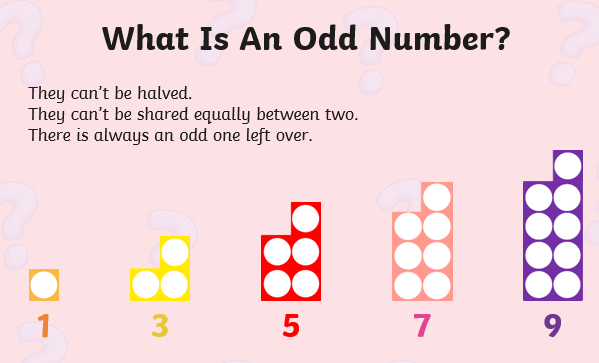 What Is An Odd Number?
They can't be halved.
They can't be shared equally between two.
There is always an odd one left over.
1 3 5 7 9